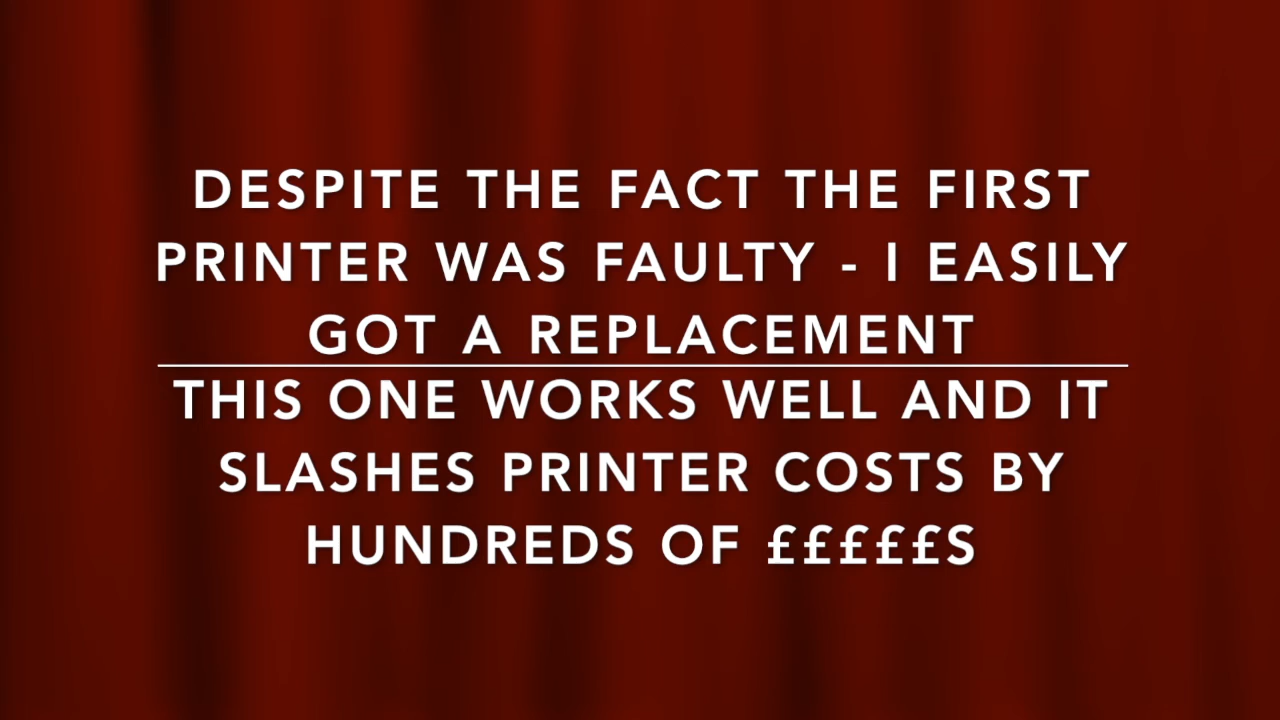 DESPITE THE FACT THE FIRST
PRINTER WAS FAULTY - I EASILY
GOT A REPLACEMENT
THIS ONE WORKS WELL AND IT
SLASHES PRINTER COSTS BY
HUNDREDS OF £££££S